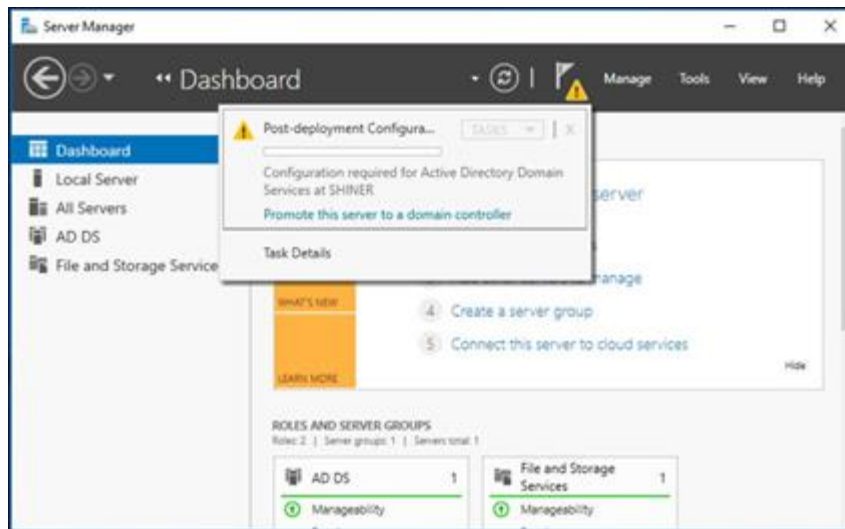 Server Manager
Dashboard
Manage Tools View Help
Dashboard
Local Server
All Servers
AD DS
File and Storage Service
Post-deployment Configura...
TASKS
Configuration required for Active Directory Domain
Services at SHINER
Promote this server to a domain controller
Task Details
server
manage
WHAT'S NEW
4 Create a server group
5 Connect this server to cloud services
Hide
LEARN MORE
ROLES AND SERVER GROUPS
Roles: 2 | Server groups: 1 | Servers total: 1
AD DS 1
Manageability
File and Storage
Services 1
Manageability